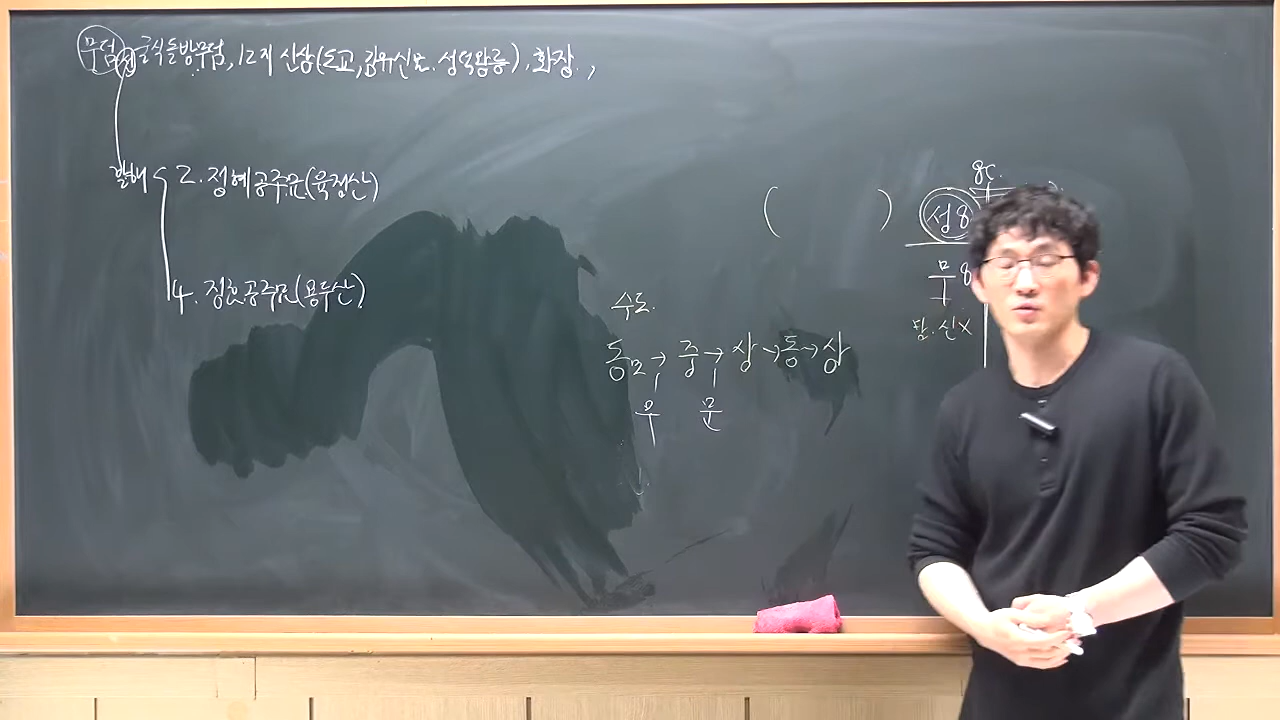 무덤 굴식돌방무덤, 12지 신상(도교, 김유신묘. 성덕왕릉). 화장.,
발해 2. 정혜공주묘(육정산)
4. 정효공주묘(용두산)
8C.
( ) 성8
무8
당.신X
수도.
동모→ 중→ 상→동→상
무 문